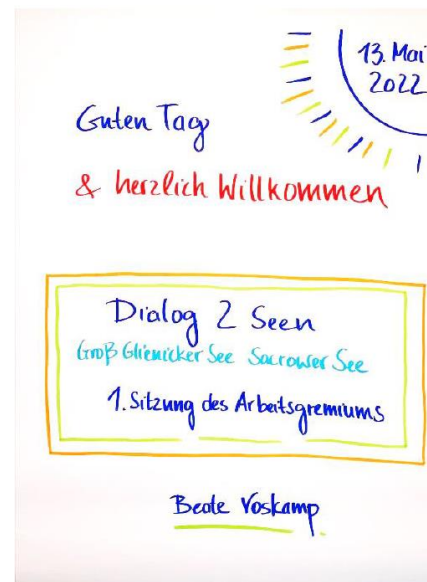 13. Mai
2022
Guten Tag
& herzlich Willkommen
Dialog 2 Seen
Groß Glienicker See Sacrower See
1. Sitzung des Arbeitsgremiums
Beate Voskamp